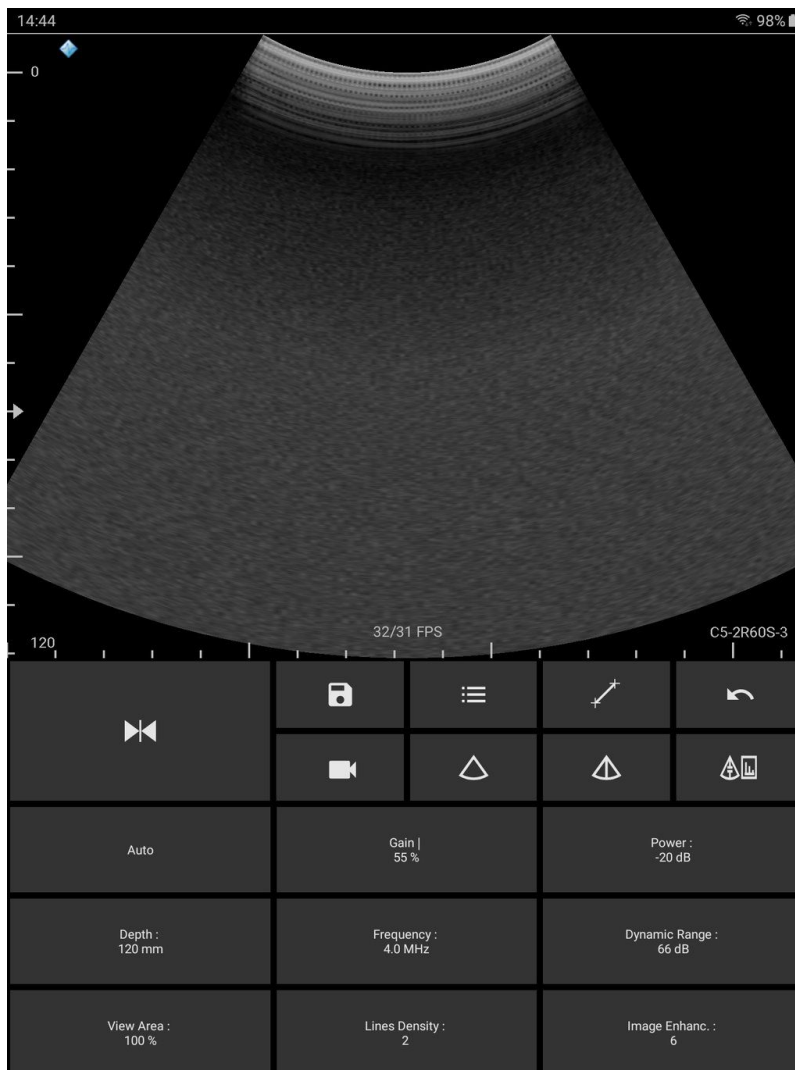 14:44
98%
0
120
32/31 FPS
C5-2R60S-3
Auto
Gain |
55 %
Power :
-20 dB
Depth :
120 mm
Frequency :
4.0 MHz
Dynamic Range :
66 dB
View Area :
100 %
Lines Density :
2
Image Enhanc. :
6